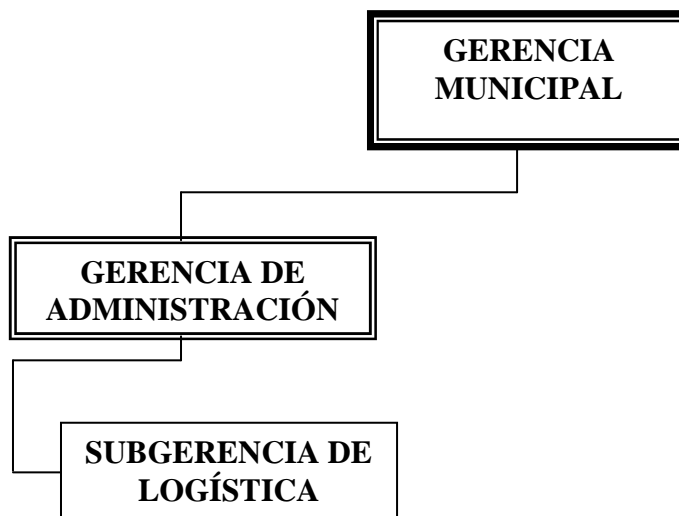 GERENCIA
MUNICIPAL
GERENCIA DE
ADMINISTRACIÓN
SUBGERENCIA DE
LOGÍSTICA